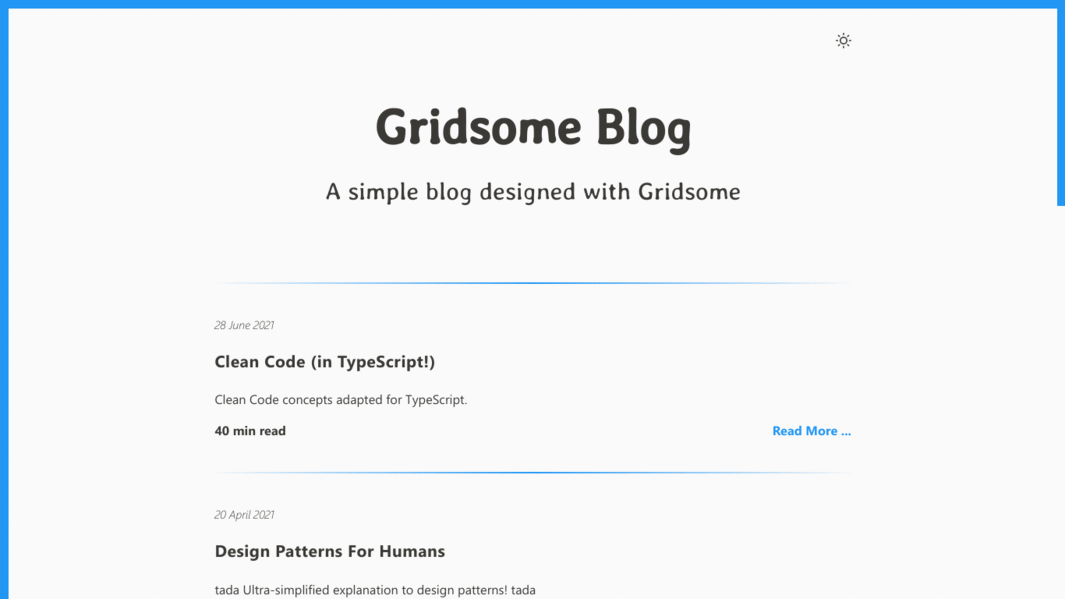 Gridsome Blog
A simple blog designed with Gridsome
28 June 2021
Clean Code (in TypeScript!)
Clean Code concepts adapted for TypeScript.
40 min read
Read More ...
20 April 2021
Design Patterns For Humans
tada Ultra-simplified explanation to design patterns! tada